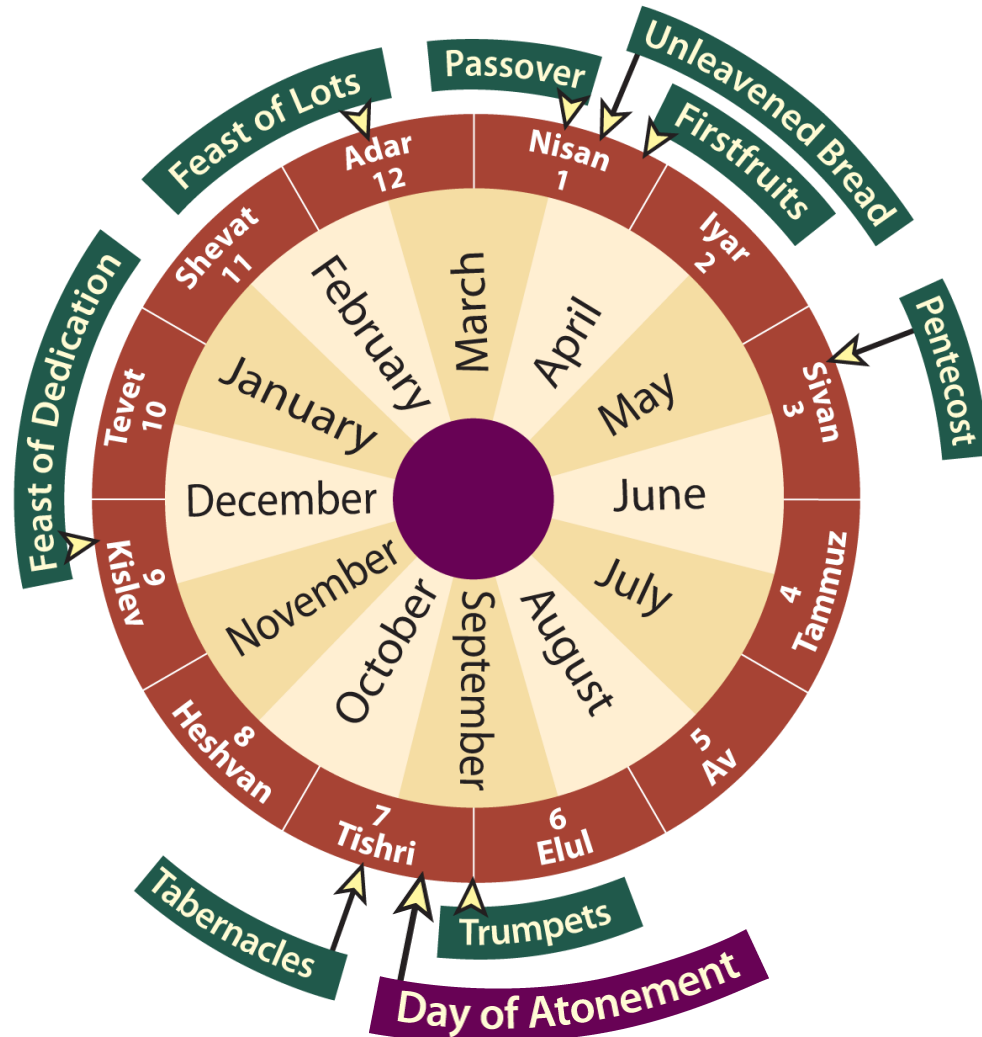 Passover
Unleavened Bread
Firstfruits
Pentecost
Trumpets
Day of Atonement
Tabernacles
Feast of Dedication
Feast of Lots
Nisan
1
Iyar
2
Sivan
3
4
Tammuz
5
Av
6
Elul
7
Tishri
8
Heshvan
9
Kislev
Tevet
10
Shevat
11
Adar
12
March
April
May
June
July
August
September
October
November
December
January
February